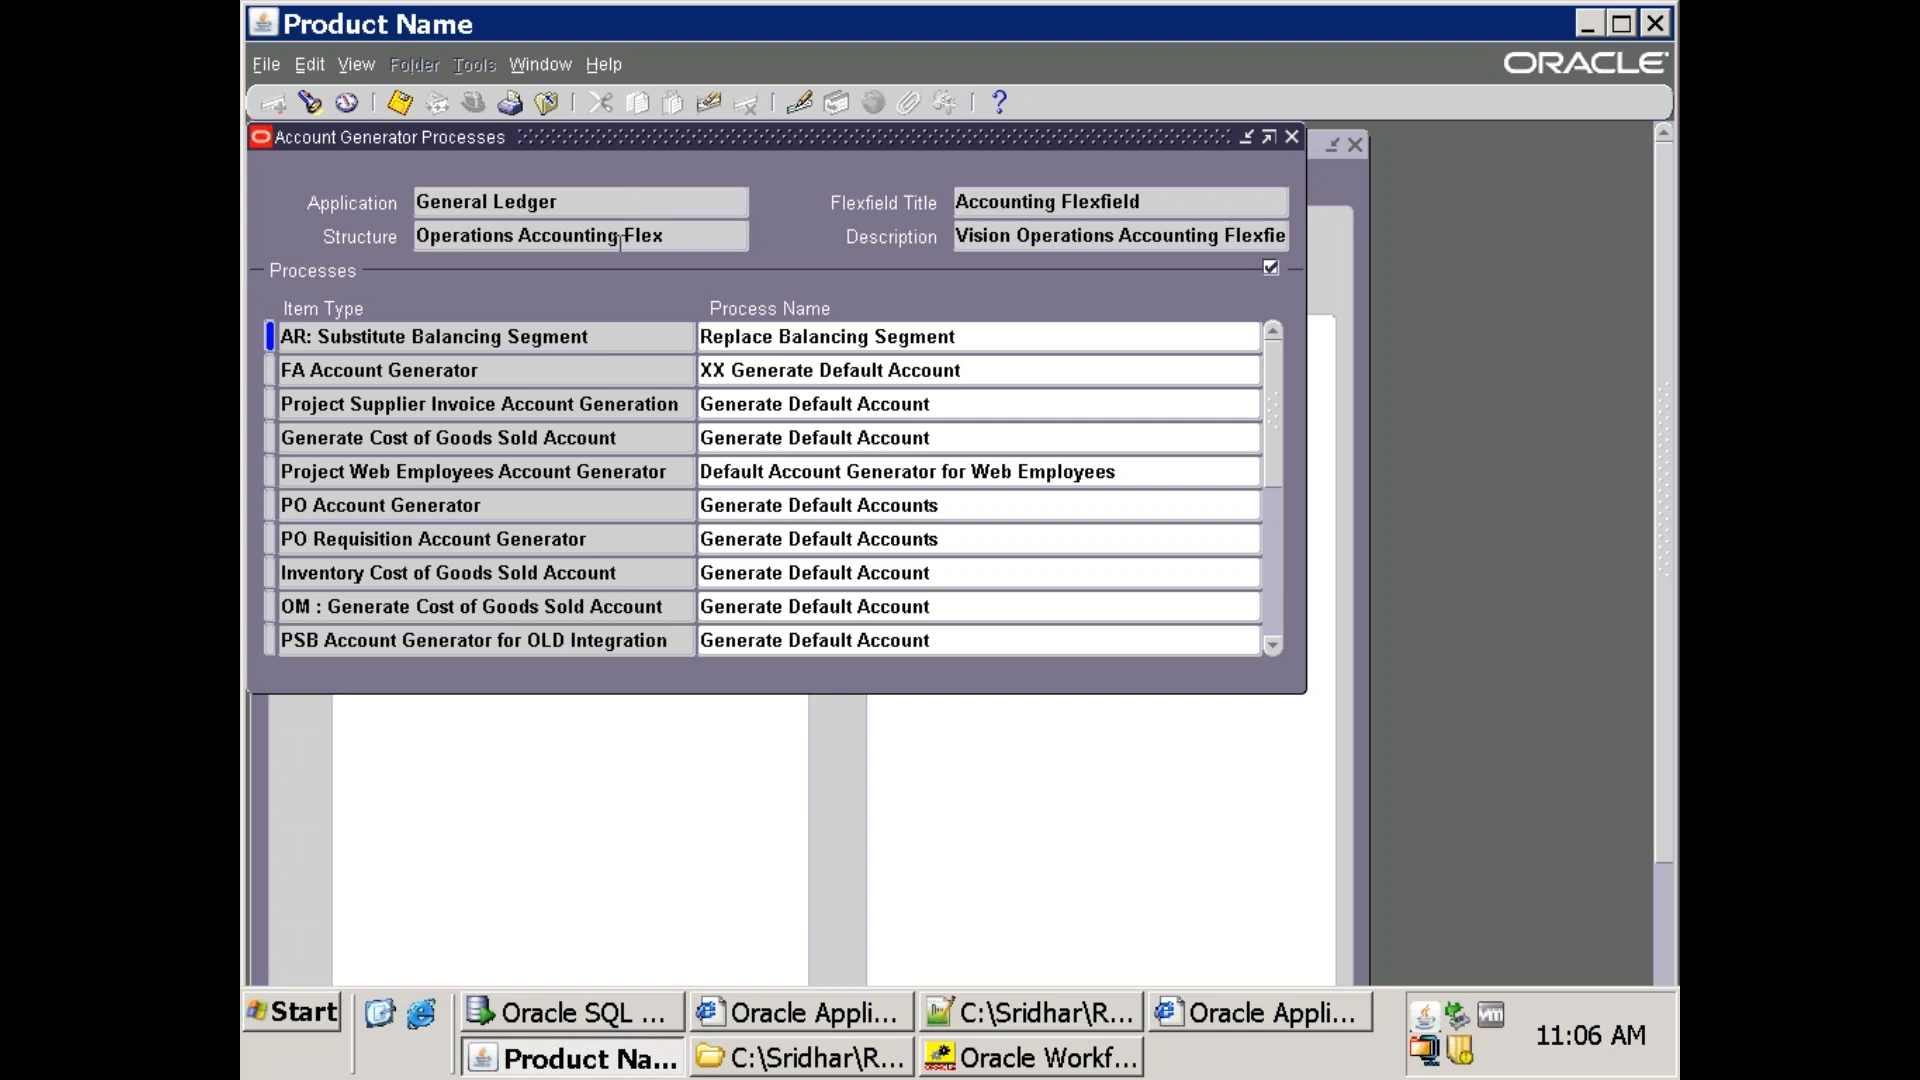 Product Name
File Edit View Folder Tools Window Help
ORACLE
Account Generator Processes
Application General Ledger Flexfield Title Accounting Flexfield
Structure Operations Accounting Flex Description Vision Operations Accounting Flexfie
Processes
Item Type Process Name
AR: Substitute Balancing Segment Replace Balancing Segment
FA Account Generator XX Generate Default Account
Project Supplier Invoice Account Generation Generate Default Account
Generate Cost of Goods Sold Account Generate Default Account
Project Web Employees Account Generator Default Account Generator for Web Employees
PO Account Generator Generate Default Accounts
PO Requisition Account Generator Generate Default Accounts
Inventory Cost of Goods Sold Account Generate Default Account
OM : Generate Cost of Goods Sold Account Generate Default Account
PSB Account Generator for OLD Integration Generate Default Account
Start Oracle SQL ... Oracle Appli... C:\Sridhar\R... Oracle Appli... 11:06 AM
Product Na... C:\Sridhar\R... Oracle Workf...